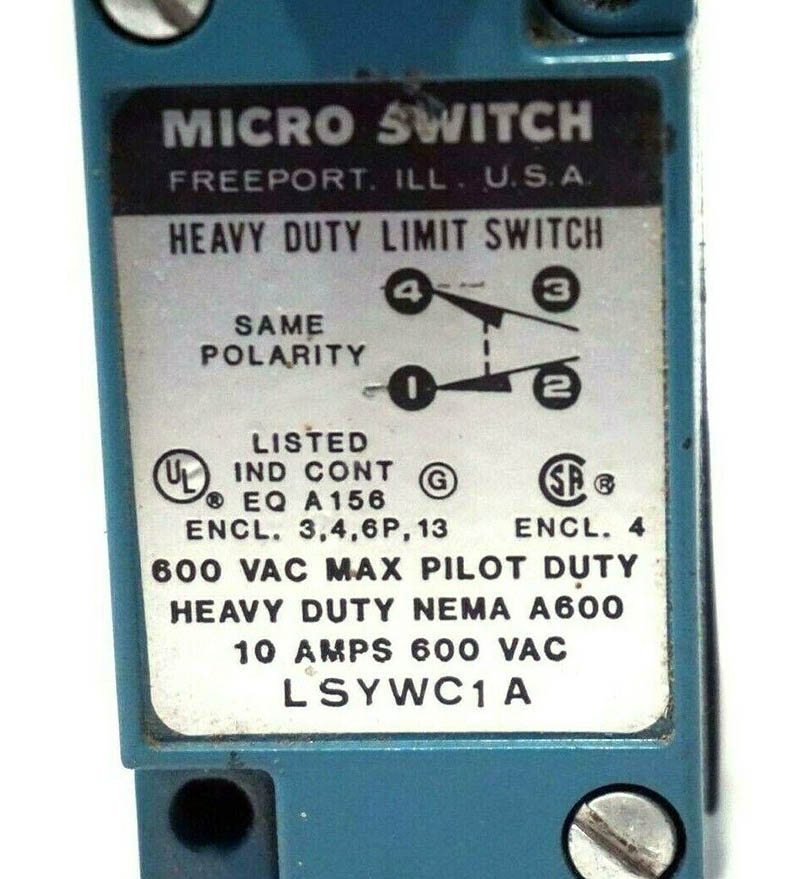 MICRO SWITCH
FREEPORT, ILL. U.S.A.
HEAVY DUTY LIMIT SWITCH
4 3
SAME
POLARITY
1 2
LISTED
UL ® IND CONT G SA ®
EQ A156
ENCL. 3,4,6P,13 ENCL. 4
600 VAC MAX PILOT DUTY
HEAVY DUTY NEMA A600
10 AMPS 600 VAC
LSYWC1A